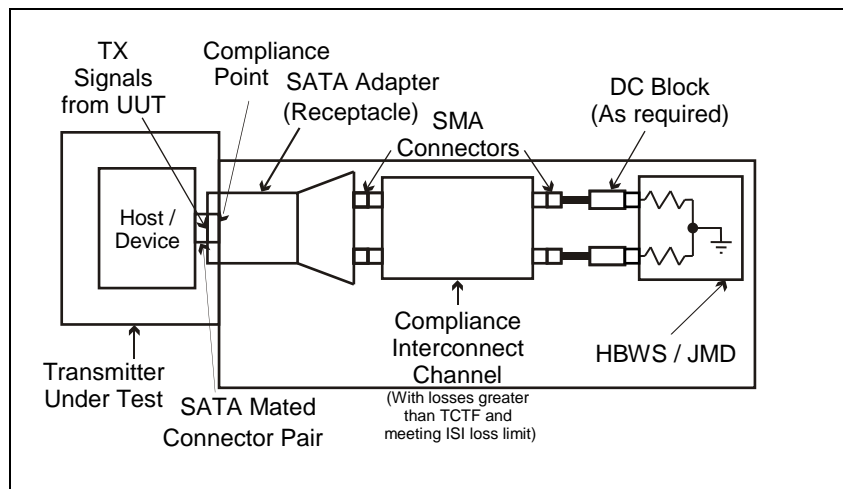 TX
Signals
from UUT
Compliance
Point
SATA Adapter
(Receptacle)
SMA
Connectors
DC Block
(As required)
Host /
Device
Transmitter
Under Test
SATA Mated
Connector Pair
Compliance
Interconnect
Channel
(With losses greater
than TCTF and
meeting ISI loss limit)
HBWS / JMD